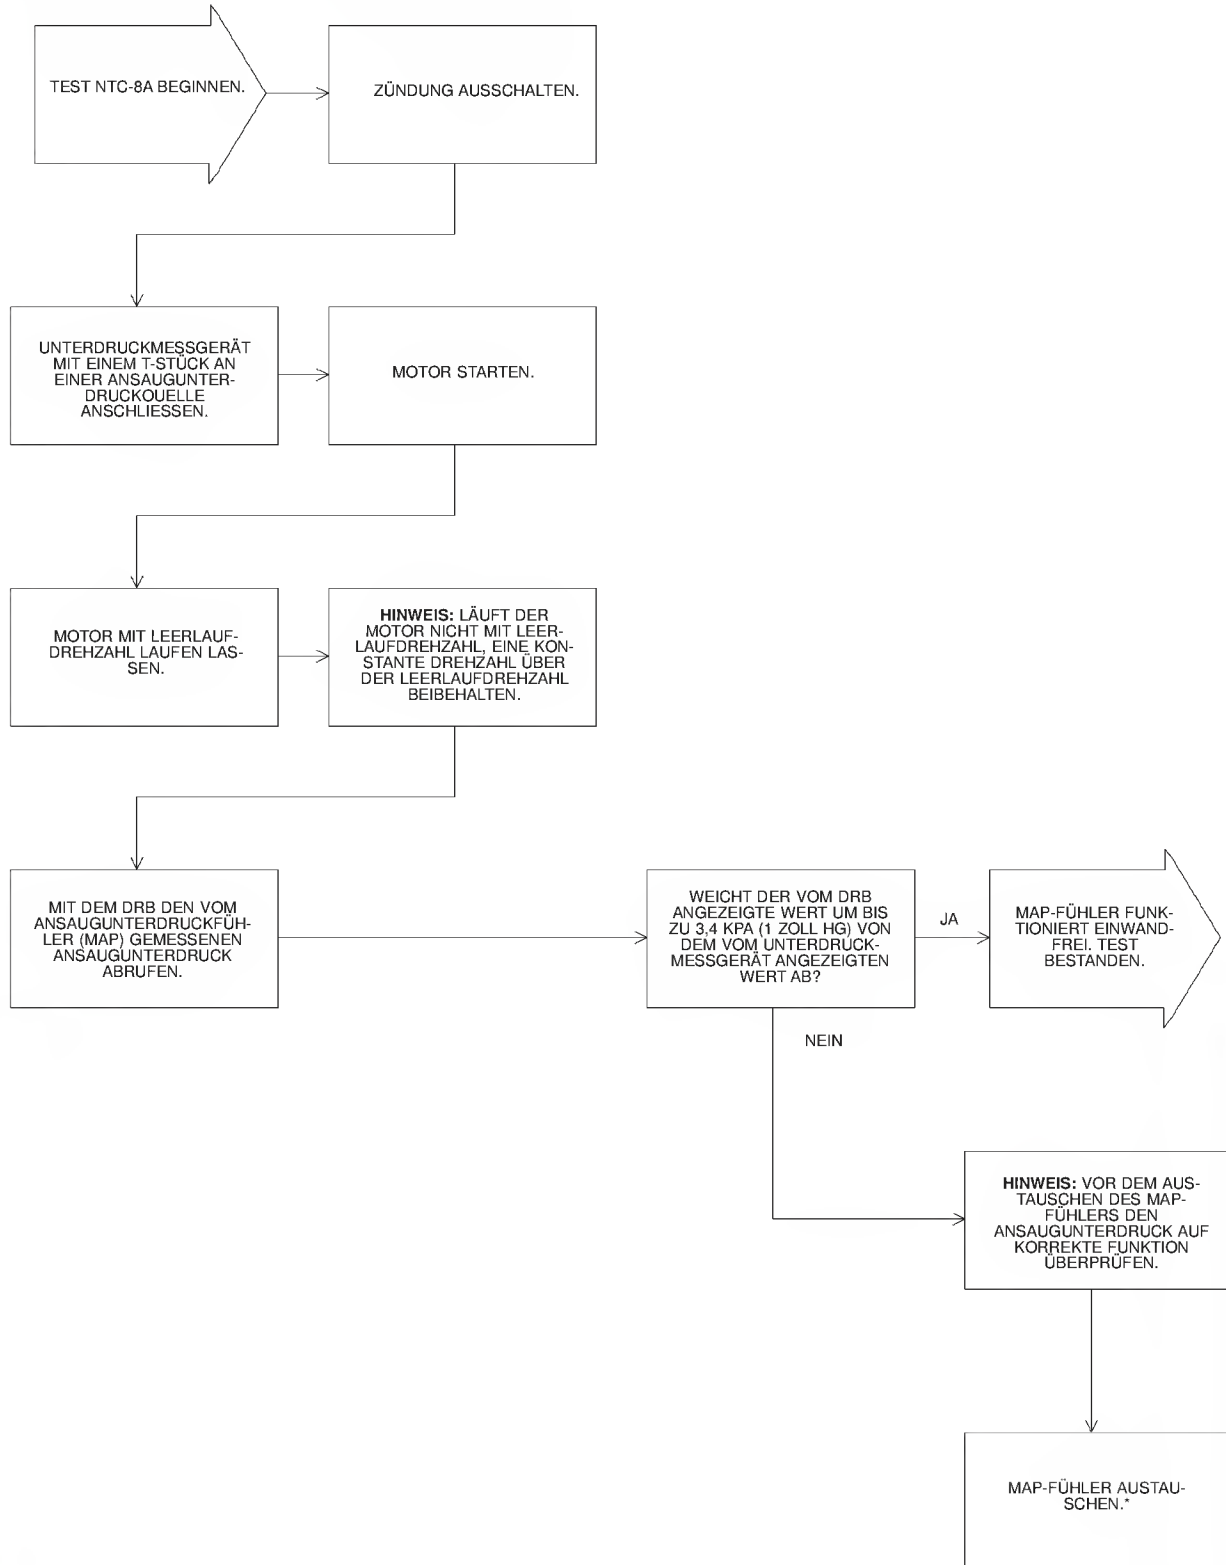 TEST NTC-8A BEGINNEN.
ZÜNDUNG AUSSCHALTEN.
UNTERDRUCKMESSGERÄT
MIT EINEM T-STÜCK AN
EINER ANSAUGUNTER-
DRUCKOUELLE
ANSCHLIESSEN.
MOTOR STARTEN.
MOTOR MIT LEERLAUF-
DREHZAHL LAUFEN LAS-
SEN.
HINWEIS: LÄUFT DER
MOTOR NICHT MIT LEER-
LAUFDREHZAHL, EINE KON-
STANTE DREHZAHL ÜBER
DER LEERLAUFDREHZAHL
BEIBEHALTEN.
MIT DEM DRB DEN VOM
ANSAUGUNTERDRUCKFÜH-
LER (MAP) GEMESSENEN
ANSAUGUNTERDRUCK
ABRUFEN.
WEICHT DER VOM DRB
ANGEZEIGTE WERT UM BIS
ZU 3,4 KPA (1 ZOLL HG) VON
DEM VOM UNTERDRUCK-
MESSGERÄT ANGEZEIGTEN
WERT AB?
JA
MAP-FÜHLER FUNK-
TIONIERT EINWAND-
FREI. TEST
BESTANDEN.
NEIN
HINWEIS: VOR DEM AUS-
TAUSCHEN DES MAP-
FÜHLERS DEN
ANSAUGUNTERDRUCK AUF
KORREKTE FUNKTION
ÜBERPRÜFEN.
MAP-FÜHLER AUSTAU-
SCHEN.*